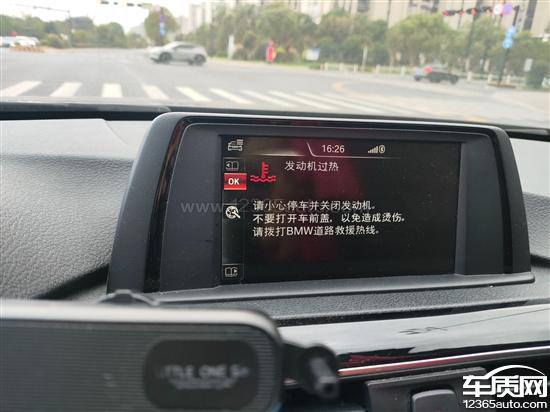 16:26
发动机过热
OK
请小心停车并关闭发动机。
不要打开车前盖，以免造成烫伤。
请拨打BMW道路救援热线。
LITTLE ONE S
车质网
12365auto.com